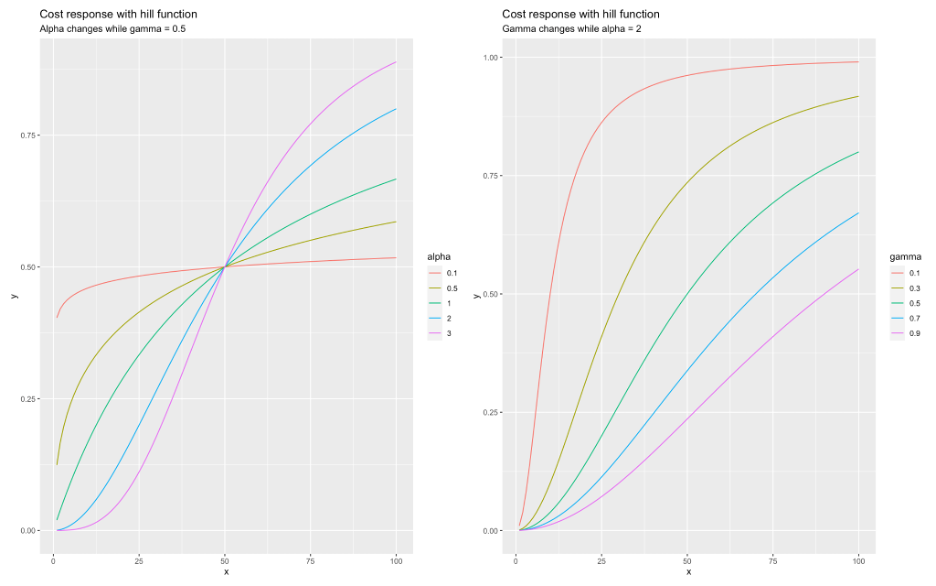 Cost response with hill function
Alpha changes while gamma = 0.5
0.75
0.50
0.25
0.00
y
0
25
50
75
100
x
alpha
0.1
0.5
1
2
3
Cost response with hill function
Gamma changes while alpha = 2
1.00
0.75
0.50
0.25
0.00
y
0
25
50
75
100
x
gamma
0.1
0.3
0.5
0.7
0.9